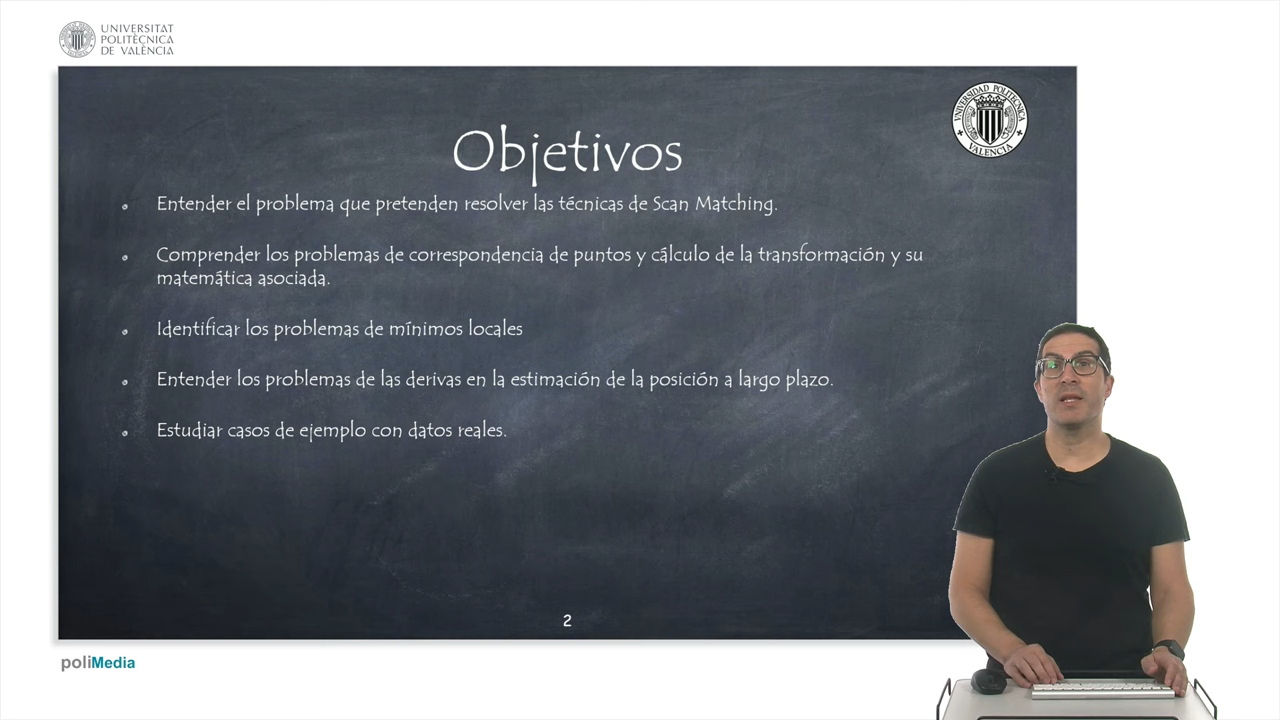 UNIVERSITAT
POLITÈCNICA
DE VALÈNCIA
UNIVERSIDAD POLITECNICA
VALENCIA
Objetivos
Entender el problema que pretenden resolver las técnicas de Scan Matching.
Comprender los problemas de correspondencia de puntos y cálculo de la transformación y su
matemática asociada.
Identificar los problemas de mínimos locales
Entender los problemas de las derivas en la estimación de la posición a largo plazo.
Estudiar casos de ejemplo con datos reales.
2
poliMedia